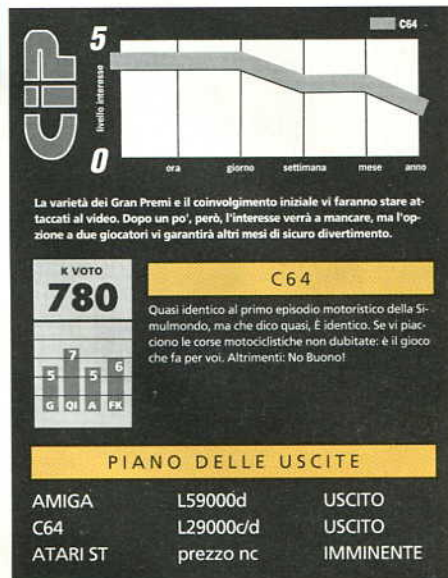 CiP
C64
5
livello interesse
0
ora giorno settimana mese anno
La varietà dei Gran Premi e il coinvolgimento iniziale vi faranno stare at-
taccati al video. Dopo un po', però, l'interesse verrà a mancare, ma l'op-
zione a due giocatori vi garantirà altri mesi di sicuro divertimento.
K VOTO
780
5 7 5 6
G QI A FK
C64
Quasi identico al primo episodio motoristico della Si-
mulmondo, ma che dico quasi, È identico. Se vi piac-
ciono le corse motociclistiche non dubitate: è il gioco
che fa per voi. Altrimenti: No Buono!
PIANO DELLE USCITE
AMIGA L59000d USCITO
C64 L29000c/d USCITO
ATARI ST prezzo nc IMMINENTE